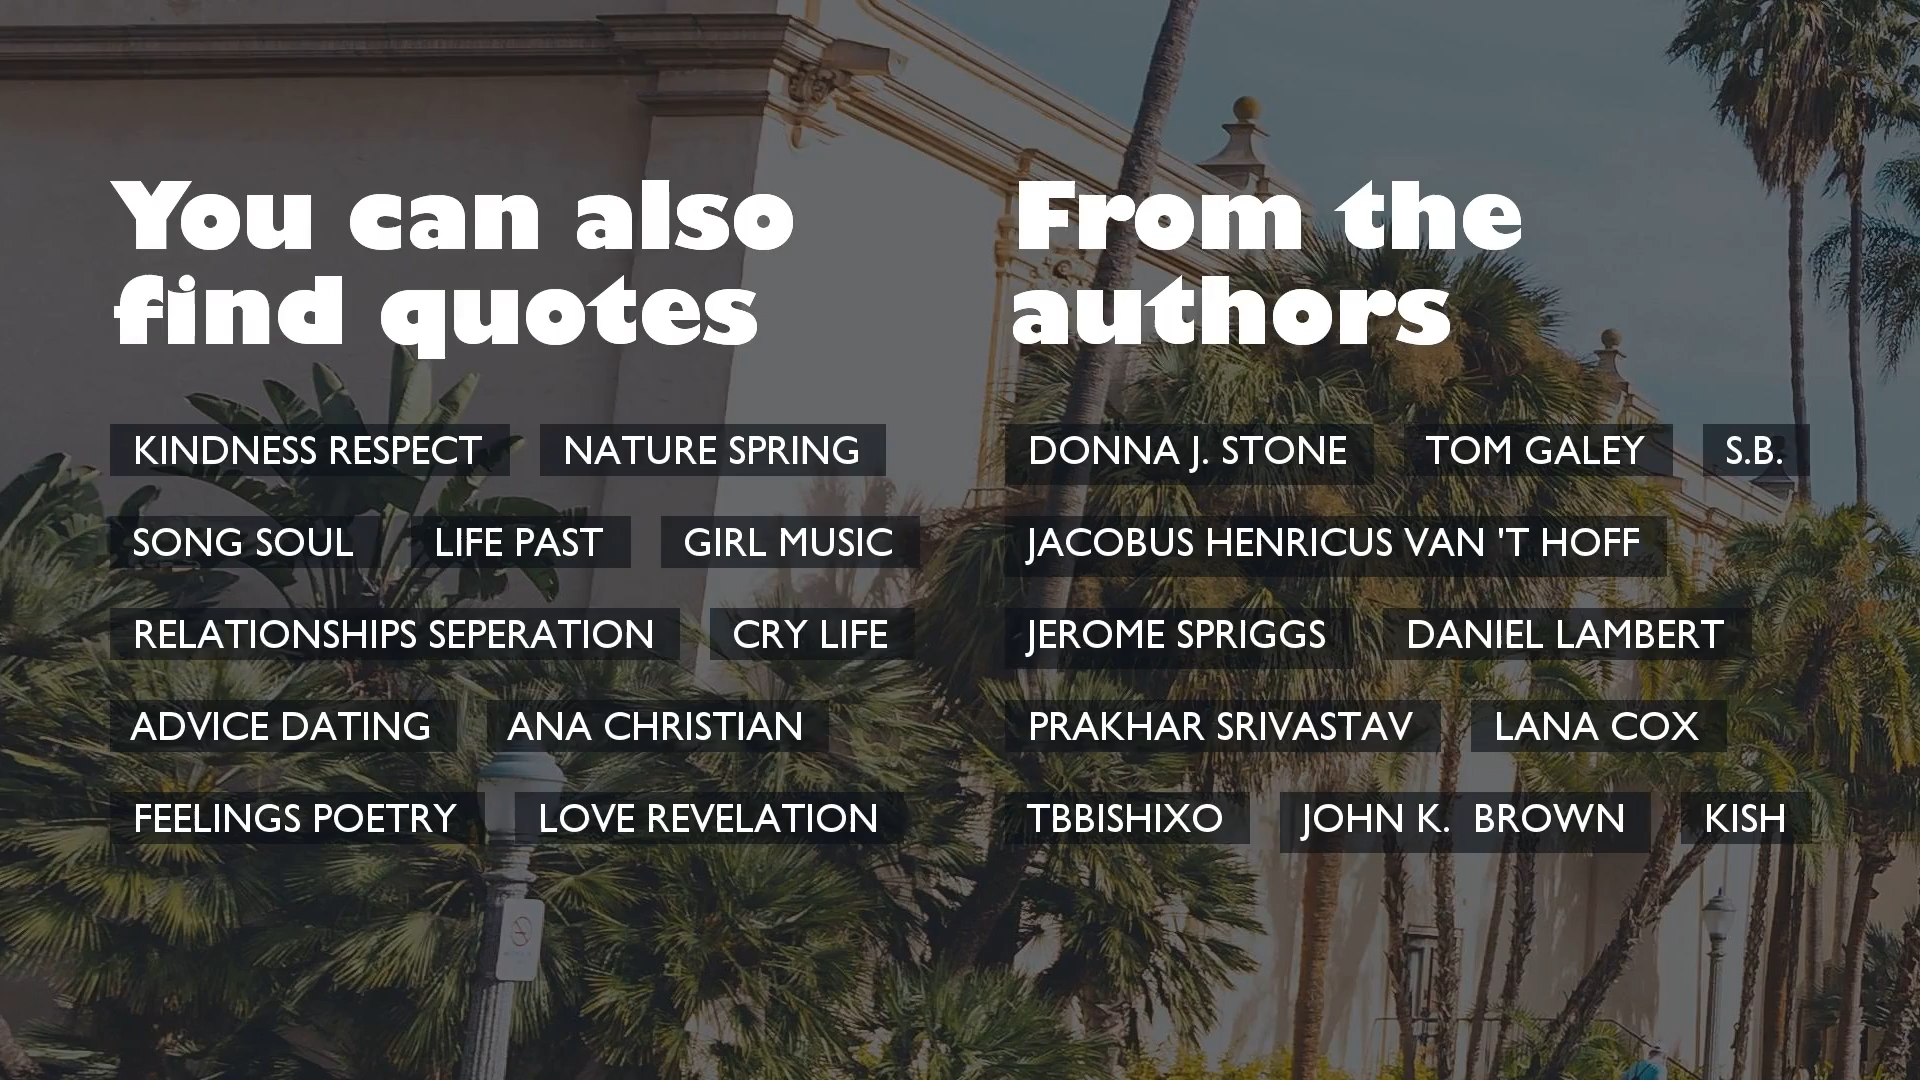 You can also
find quotes
KINDNESS RESPECT
NATURE SPRING
SONG SOUL
LIFE PAST
GIRL MUSIC
RELATIONSHIPS SEPERATION
CRY LIFE
ADVICE DATING
ANA CHRISTIAN
FEELINGS POETRY
LOVE REVELATION
From the
authors
DONNA J. STONE
TOM GALEY
S.B.
JACOBUS HENRICUS VAN 'T HOFF
JEROME SPRIGGS
DANIEL LAMBERT
PRAKHAR SRIVASTAV
LANA COX
TBBISHIXO
JOHN K.  BROWN
KISH